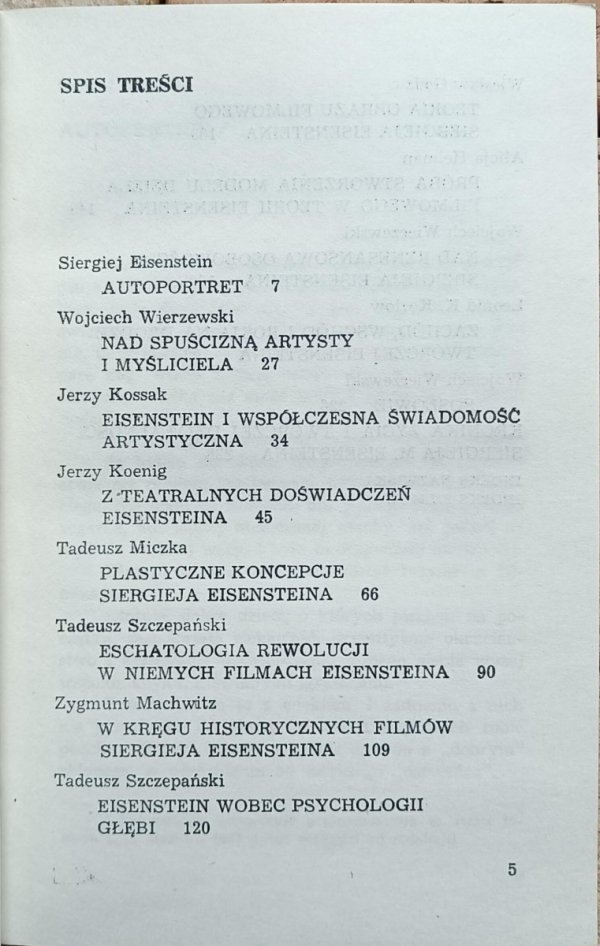 SPIS TREŚCI
Siergiej Eisenstein
AUTOPORTRET 7
Wojciech Wierzewski
NAD SPUŚCIZNĄ ARTYSTY
I MYŚLICIELA 27
Jerzy Kossak
EISENSTEIN I WSPÓŁCZESNA ŚWIADOMOŚĆ
ARTYSTYCZNA 34
Jerzy Koenig
Z TEATRALNYCH DOŚWIADCZEŃ
EISENSTEINA 45
Tadeusz Miczka
PLASTYCZNE KONCEPCJE
SIERGIEJA EISENSTEINA 66
Tadeusz Szczepański
ESCHATOLOGIA REWOLUCJI
W NIEMYCH FILMACH EISENSTEINA 90
Zygmunt Machwitz
W KRĘGU HISTORYCZNYCH FILMÓW
SIERGIEJA EISENSTEINA 109
Tadeusz Szczepański
EISENSTEIN WOBEC PSYCHOLOGII
GŁĘBI 120
5